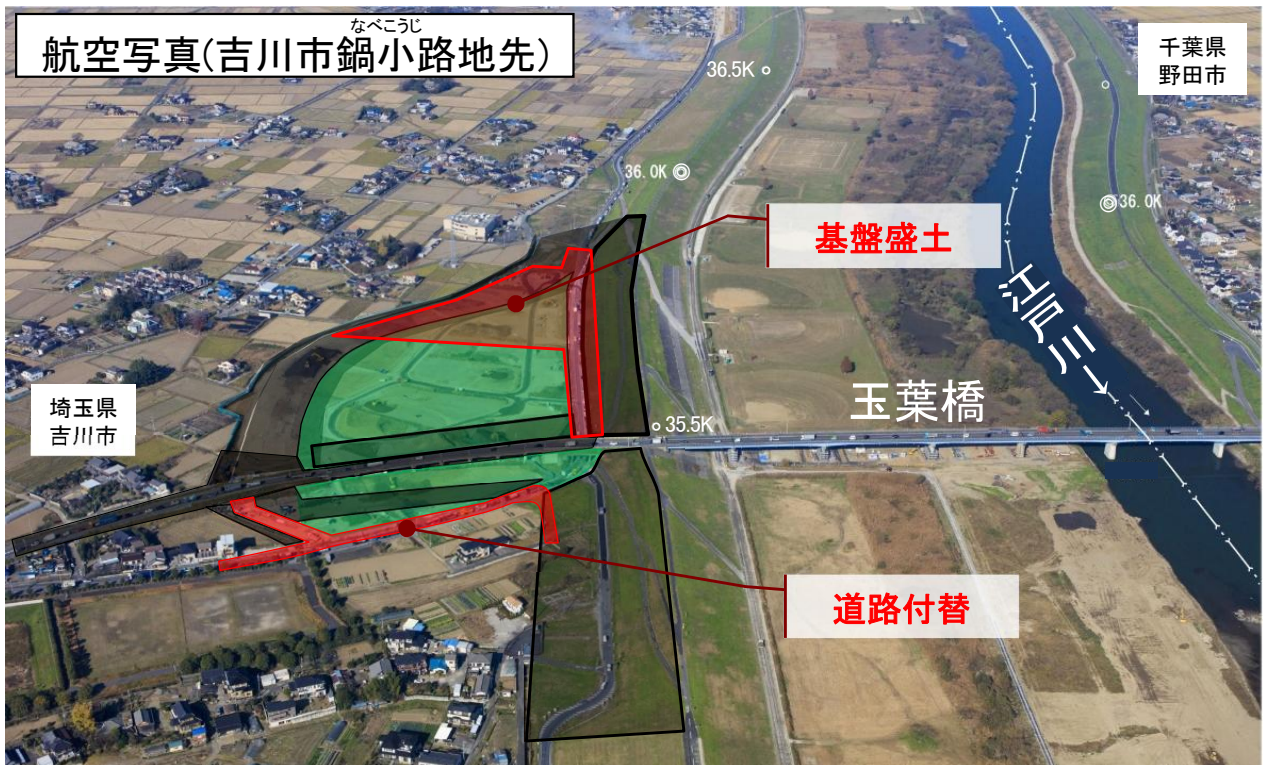 なべこうじ
航空写真(吉川市鍋小路地先)
千葉県
野田市
36.5K
36.0K
36.0K
基盤盛土
江戸川
玉葉橋
埼玉県
吉川市
35.5K
道路付替